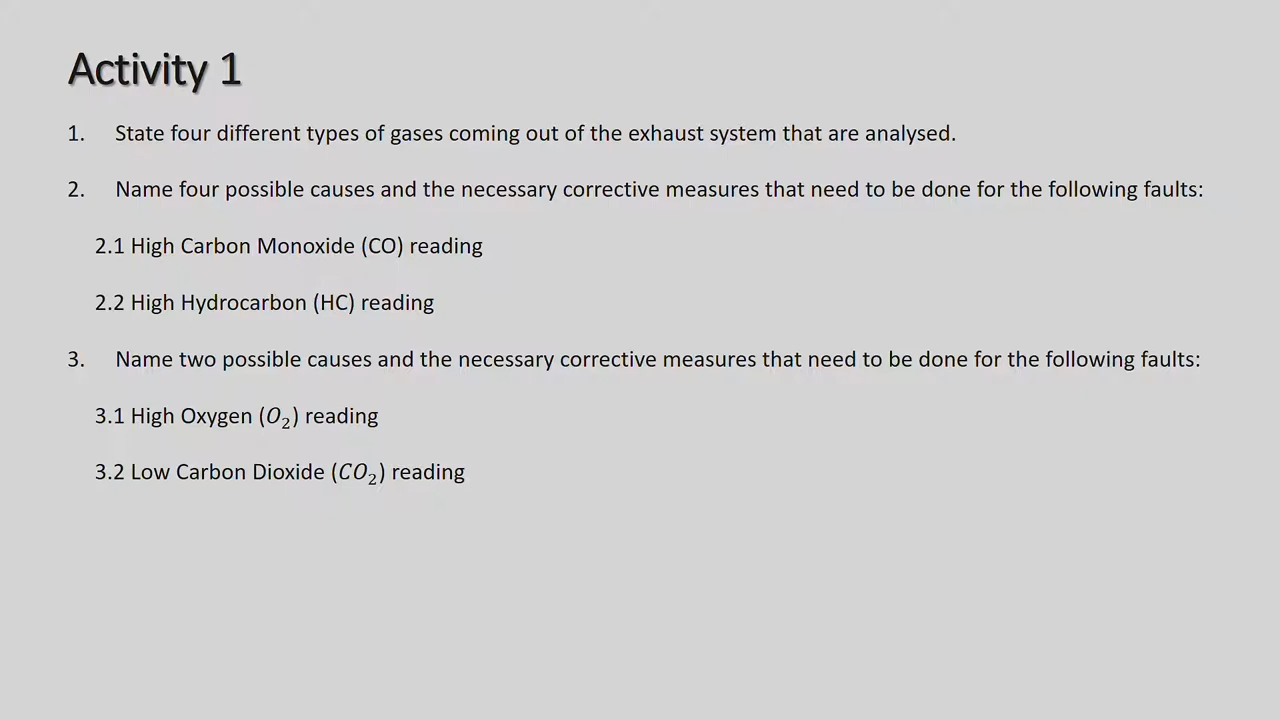 Activity 1
1. State four different types of gases coming out of the exhaust system that are analysed.
2. Name four possible causes and the necessary corrective measures that need to be done for the following faults:
2.1 High Carbon Monoxide (CO) reading
2.2 High Hydrocarbon (HC) reading
3. Name two possible causes and the necessary corrective measures that need to be done for the following faults:
3.1 High Oxygen (O₂) reading
3.2 Low Carbon Dioxide (CO₂) reading